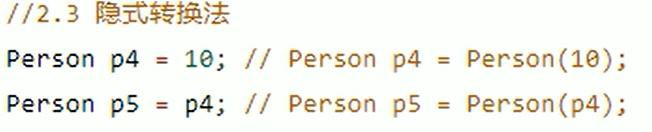 //2.3 隐式转换法
Person p4 = 10; // Person p4 = Person(10);
Person p5 = p4; // Person p5 = Person(p4);